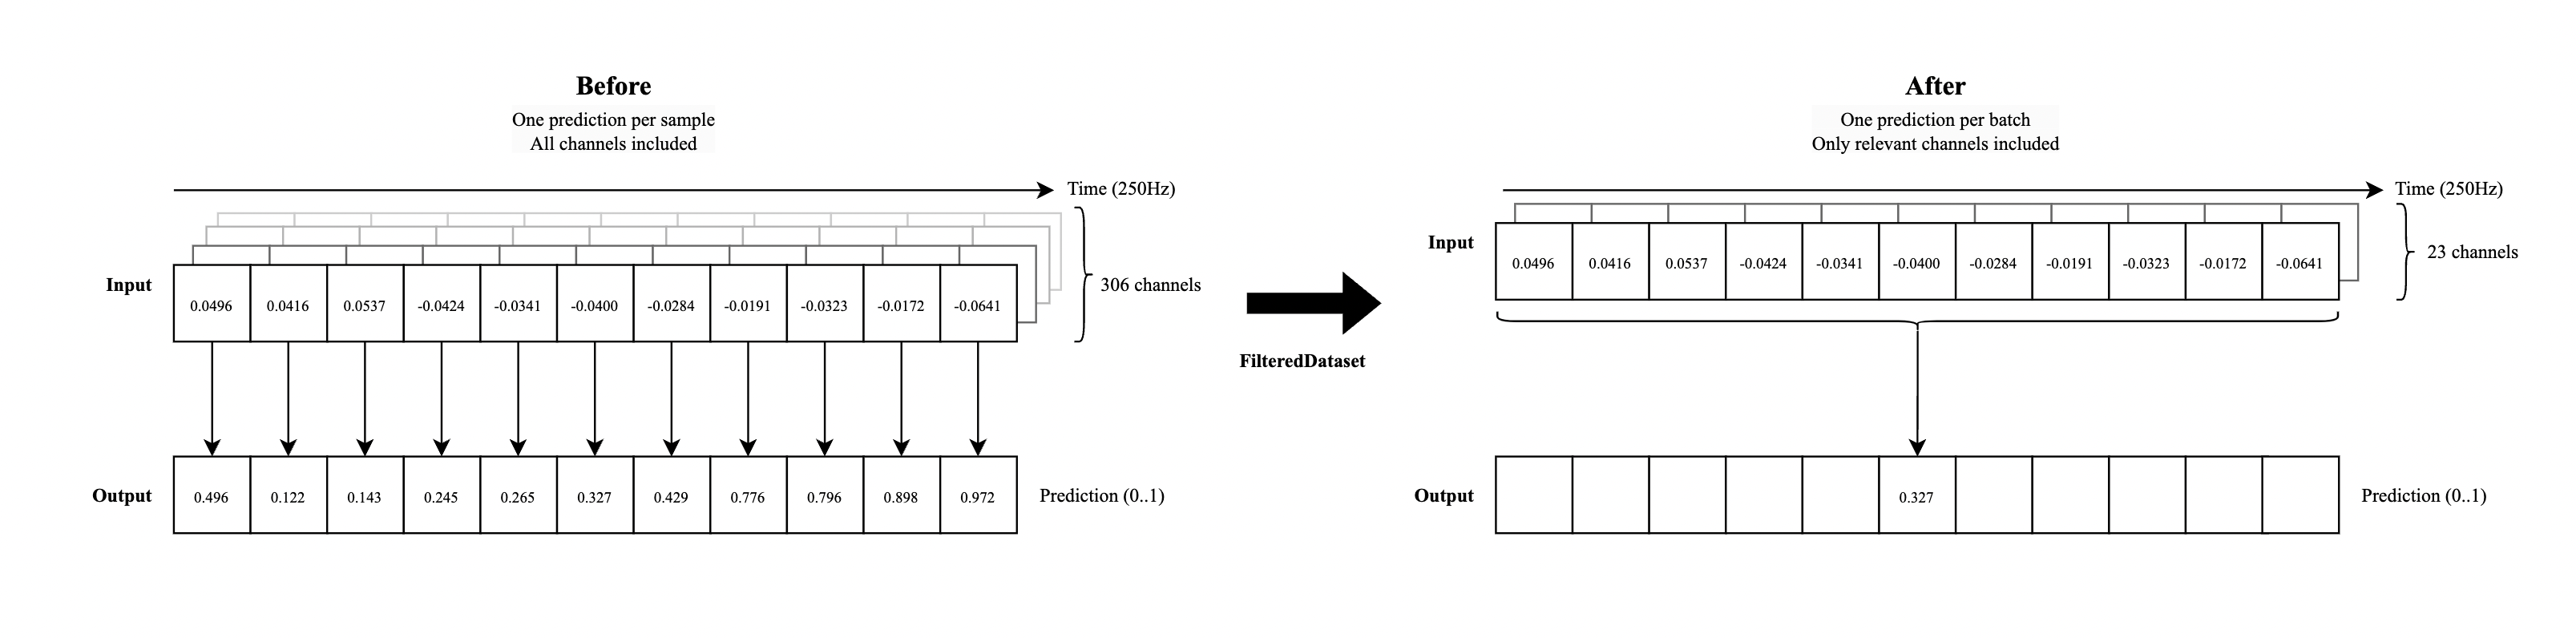 Before
One prediction per sample
All channels included
Time (250Hz)
Input
0.0496 0.0416 0.0537 -0.0424 -0.0341 -0.0400 -0.0284 -0.0191 -0.0323 -0.0172 -0.0641
306 channels
Output
0.496 0.122 0.143 0.245 0.265 0.327 0.429 0.776 0.796 0.898 0.972
Prediction (0..1)
FilteredDataset
After
One prediction per batch
Only relevant channels included
Time (250Hz)
Input
0.0496 0.0416 0.0537 -0.0424 -0.0341 -0.0400 -0.0284 -0.0191 -0.0323 -0.0172 -0.0641
23 channels
Output
0.327
Prediction (0..1)